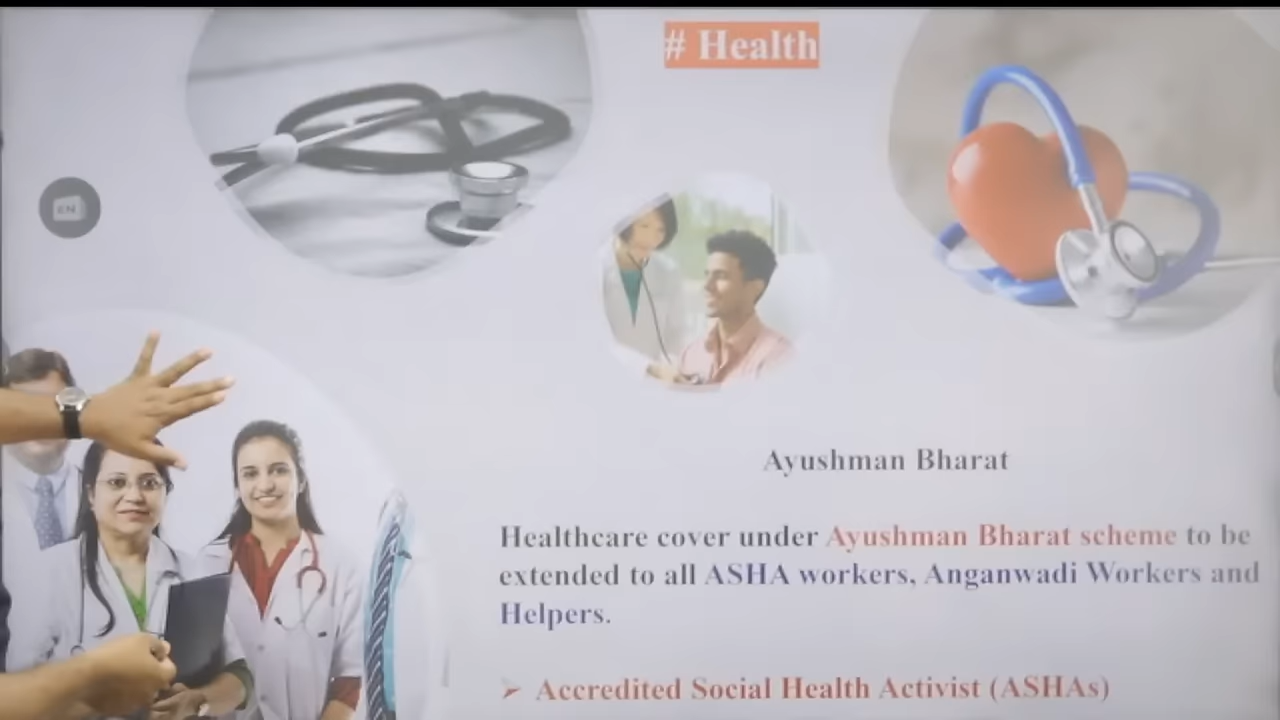 # Health
EN
Ayushman Bharat
Healthcare cover under Ayushman Bharat scheme to be
extended to all ASHA workers, Anganwadi Workers and
Helpers.
➢ Accredited Social Health Activist (ASHAs)